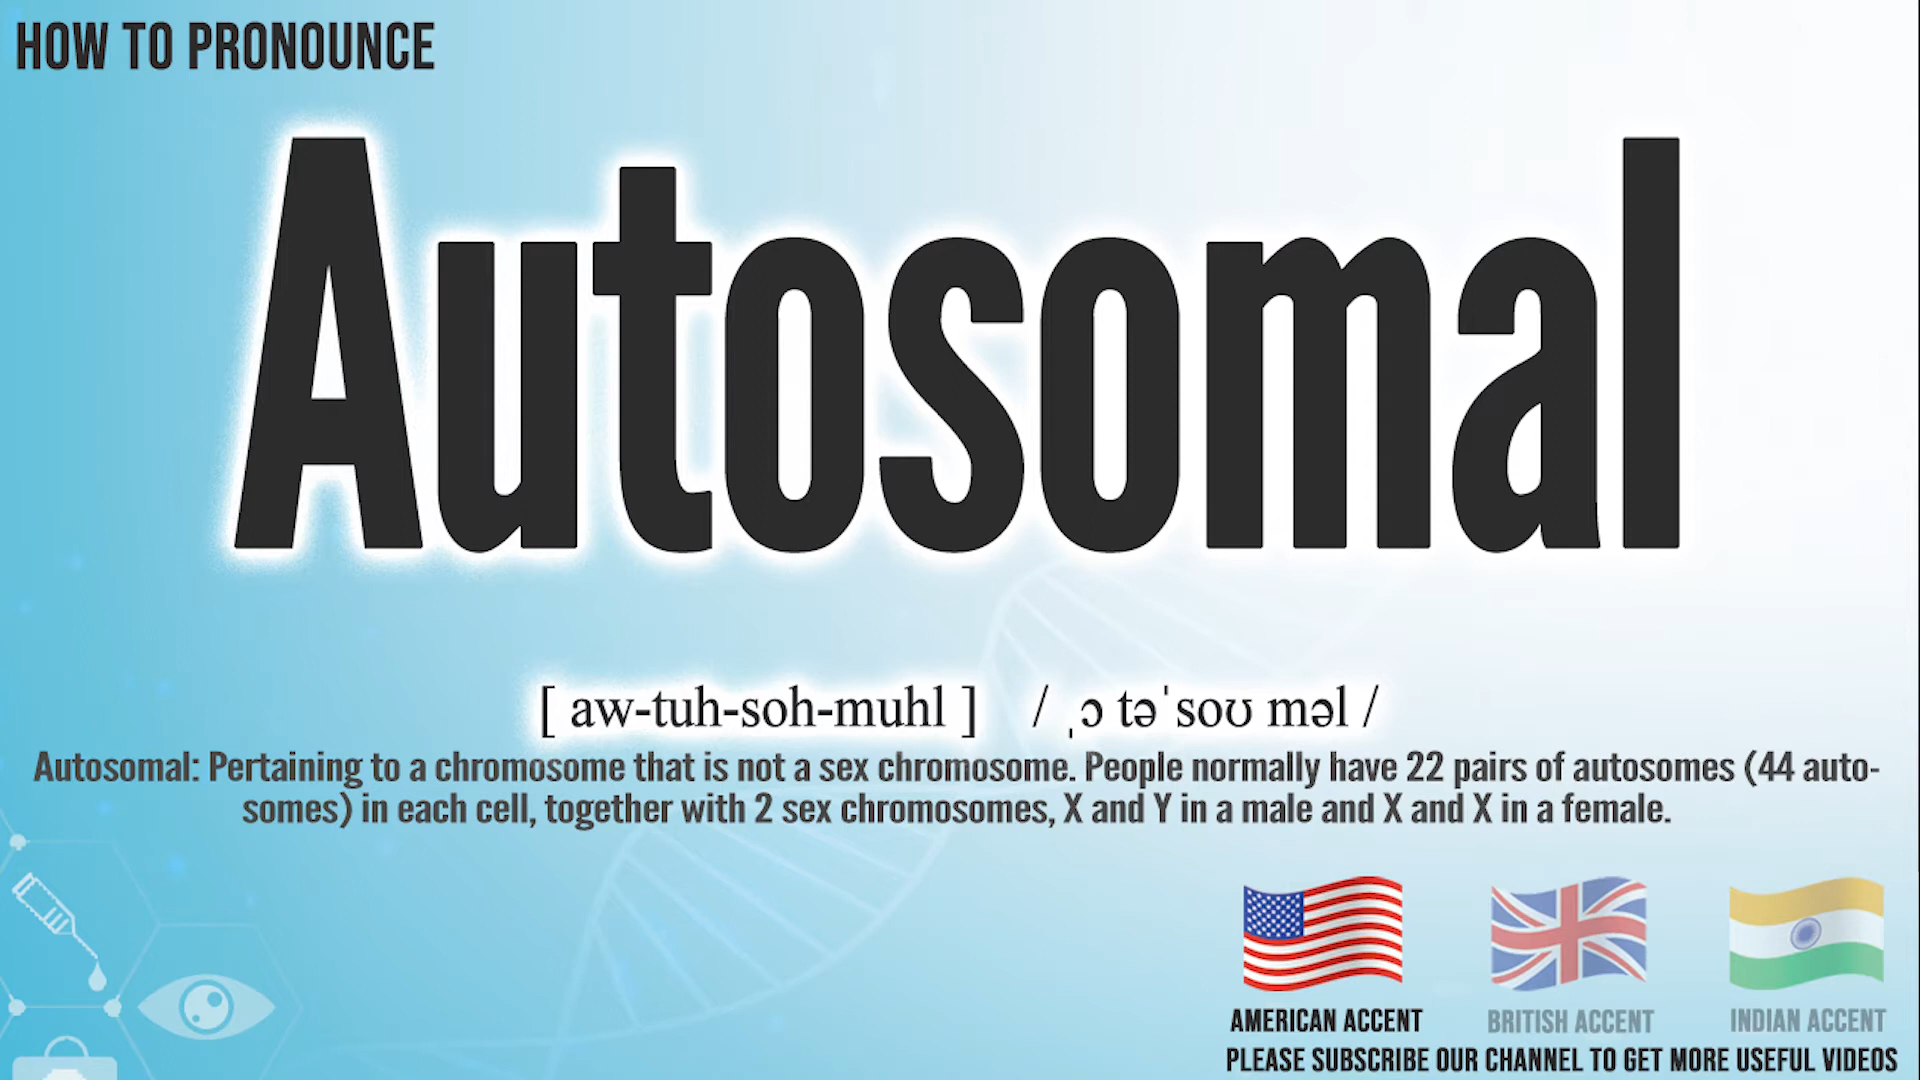 HOW TO PRONOUNCE
Autosomal
[ aw-tuh-soh-muhl ] / ˌɔ təˈsoʊ məl /
Autosomal: Pertaining to a chromosome that is not a sex chromosome. People normally have 22 pairs of autosomes (44 auto-
somes) in each cell, together with 2 sex chromosomes, X and Y in a male and X and X in a female.
AMERICAN ACCENT BRITISH ACCENT INDIAN ACCENT
PLEASE SUBSCRIBE OUR CHANNEL TO GET MORE USEFUL VIDEOS